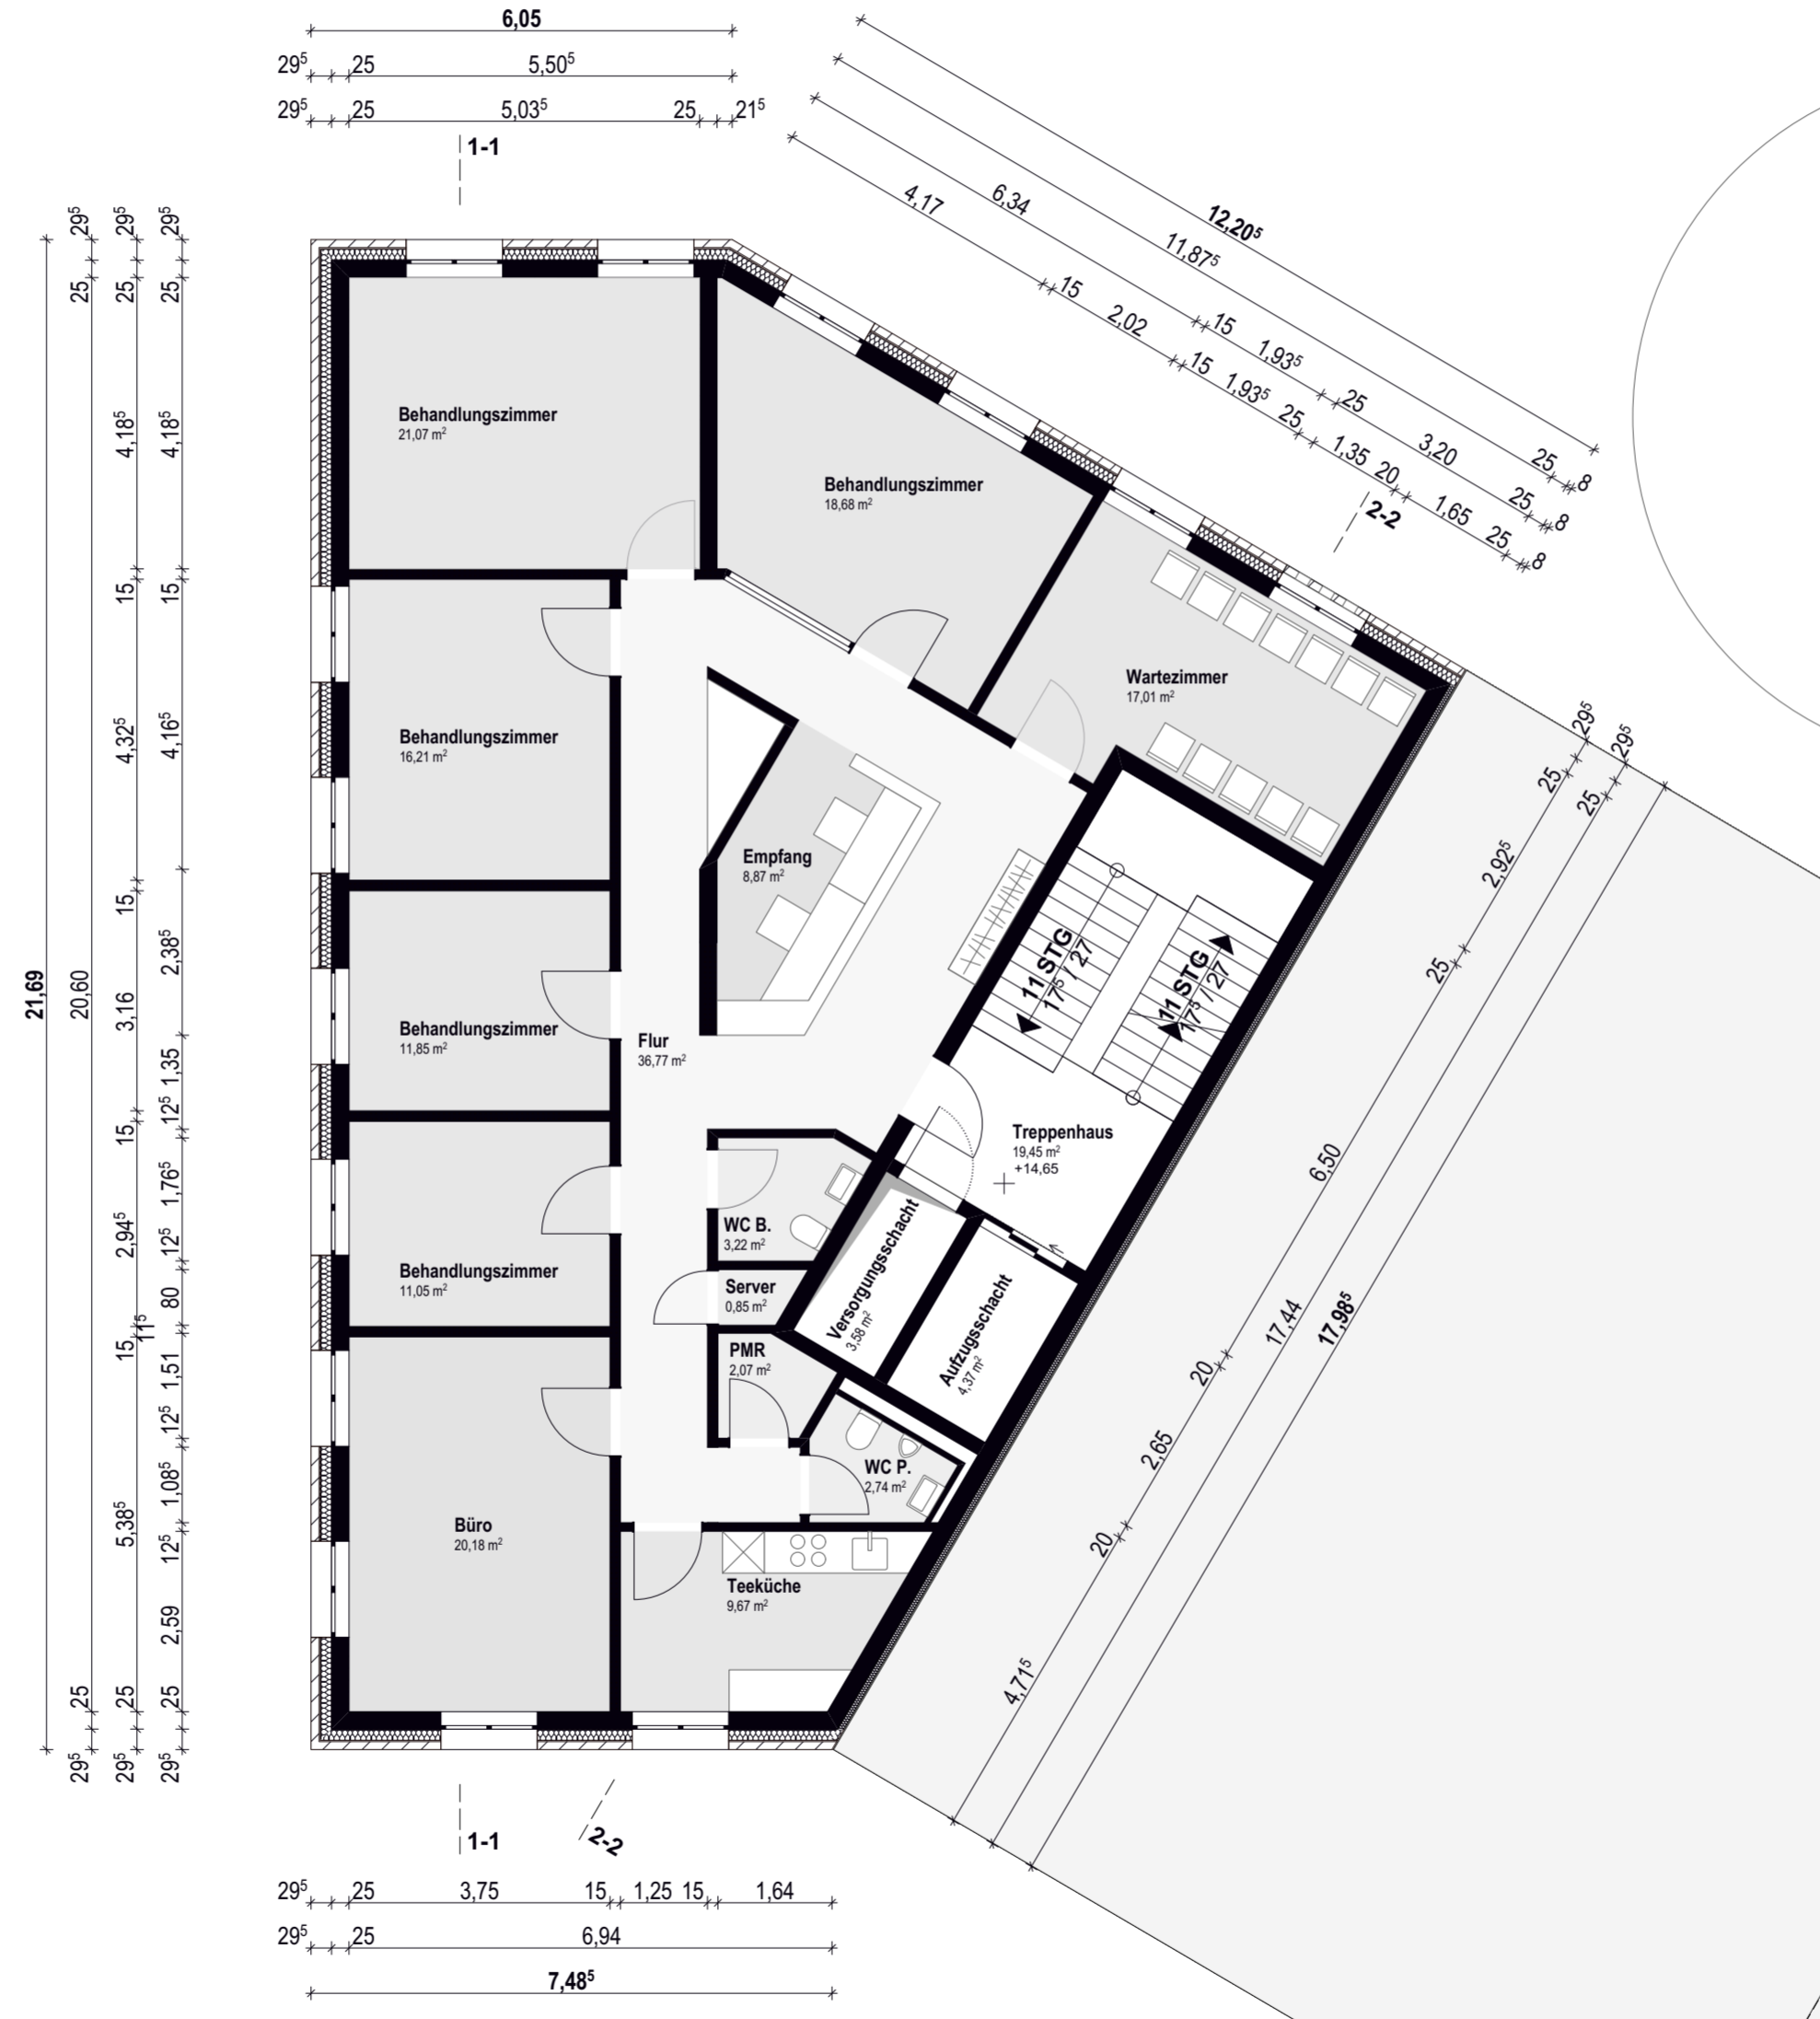 6,05
29⁵ 25 5,50⁵
29⁵ 25 5,03⁵ 25 21⁵
1-1
12,20⁵
11,87⁵
6,34 15 1,93⁵ 25 3,20 25 8
4,17 15 2,02 15 1,93⁵ 25 1,35 20 1,65 25 8
25 8
2-2
21,69
29⁵ 25 20,60 25 29⁵
29⁵ 25 4,18⁵ 15 4,32⁵ 15 3,16 15 2,94⁵ 15 5,38⁵ 25 29⁵
29⁵ 25 4,18⁵ 15 4,16⁵ 2,38⁵ 1,35 12⁵ 1,76⁵ 12⁵ 80 11⁵ 1,51 12⁵ 1,08⁵ 12⁵ 2,59 25 29⁵
Behandlungszimmer
21,07 m²
Behandlungszimmer
18,68 m²
Wartezimmer
17,01 m²
Behandlungszimmer
16,21 m²
Empfang
8,87 m²
11 STG
17⁵ / 27
11 STG
17⁵ / 27
Behandlungszimmer
11,85 m²
Flur
36,77 m²
Treppenhaus
19,45 m²
+14,65
WC B.
3,22 m²
Versorgungsschacht
3,58 m²
Aufzugsschacht
4,37 m²
Behandlungszimmer
11,05 m²
Server
0,85 m²
PMR
2,07 m²
WC P.
2,74 m²
Büro
20,18 m²
Teeküche
9,67 m²
29⁵ 25 2,92⁵ 25 6,50 20 2,65 20 4,71⁵
29⁵ 25 17,44
17,98⁵
1-1
2-2
29⁵ 25 3,75 15 1,25 15 1,64
29⁵ 25 6,94
7,48⁵